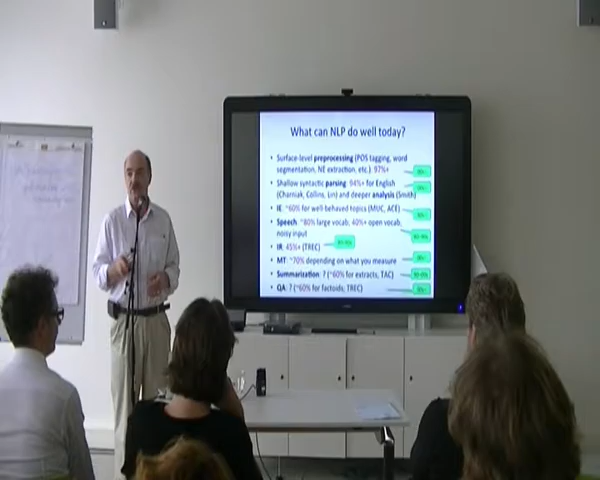 What can NLP do well today?
• Surface-level preprocessing (POS tagging, word
segmentation, NE extraction, etc.): 97%+
• Shallow syntactic parsing: 94%+ for English
(Charniak, Collins, Lin) and deeper analysis (Smith)
• IE: ~60% for well-behaved topics (MUC, ACE)
• Speech: ~80% large vocab, 40%+ open vocab,
noisy input
• IR: 45%+ (TREC)
• MT: ~70% depending on what you measure
• Summarization: ? (~60% for extracts, TAC)
• QA: ? (~60% for factoids; TREC)